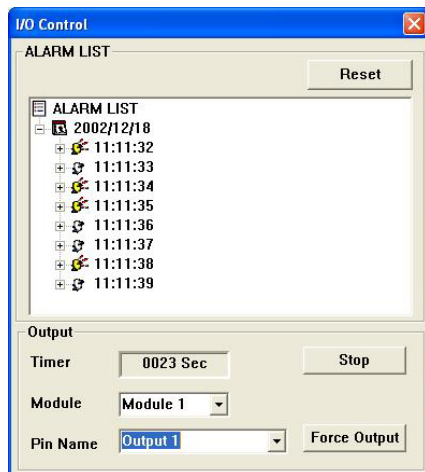 I/O Control
ALARM LIST
Reset
ALARM LIST
2002/12/18
11:11:32
11:11:33
11:11:34
11:11:35
11:11:36
11:11:37
11:11:38
11:11:39
Output
Timer 0023 Sec Stop
Module Module 1
Pin Name Output 1 Force Output